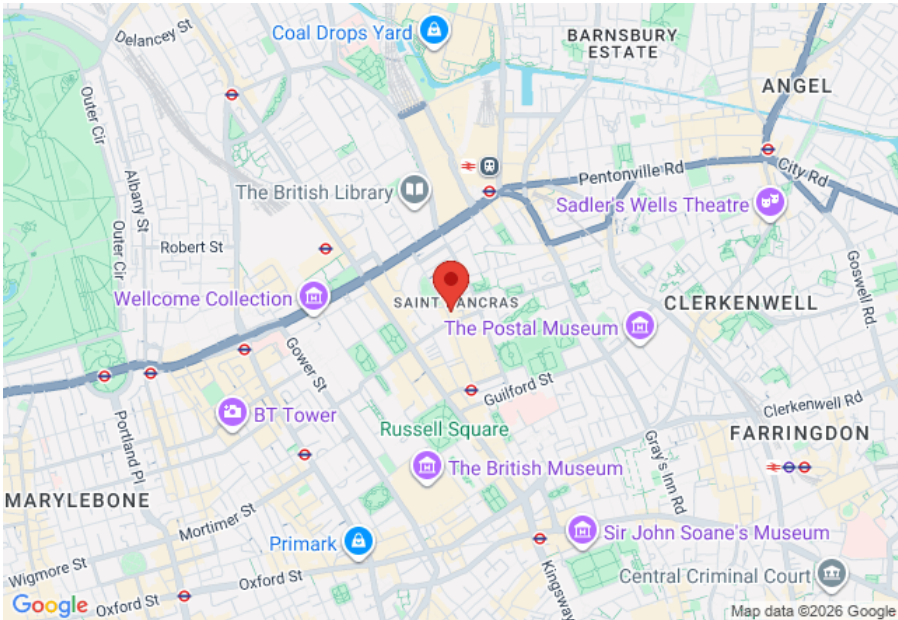 Delancey St
Coal Drops Yard
BARNSBURY
ESTATE
ANGEL
Outer Cir
Albany St
The British Library
Pentonville Rd
City Rd
Sadler's Wells Theatre
Outer Cir
Robert St
Goswell Rd.
Wellcome Collection
SAINT PANCRAS
CLERKENWELL
The Postal Museum
Gower St
Guilford St
BT Tower
Clerkenwell Rd
Portland Pl
Russell Square
FARRINGDON
Gray's Inn Rd
The British Museum
MARYLEBONE
Mortimer St
Primark
Sir John Soane's Museum
Wigmore St
Oxford St
Kingsway
Central Criminal Court
Google
Oxford St
Map data ©2026 Google